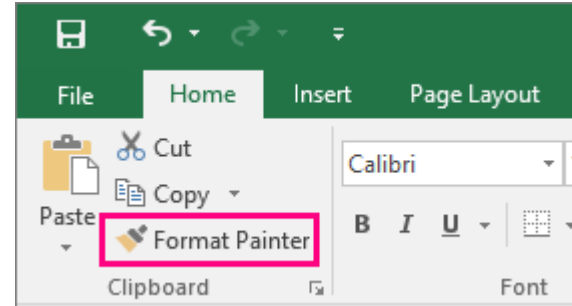 File Home Insert Page Layout
Cut
Calibri
Copy
Paste
B I U
Format Painter
Clipboard Font